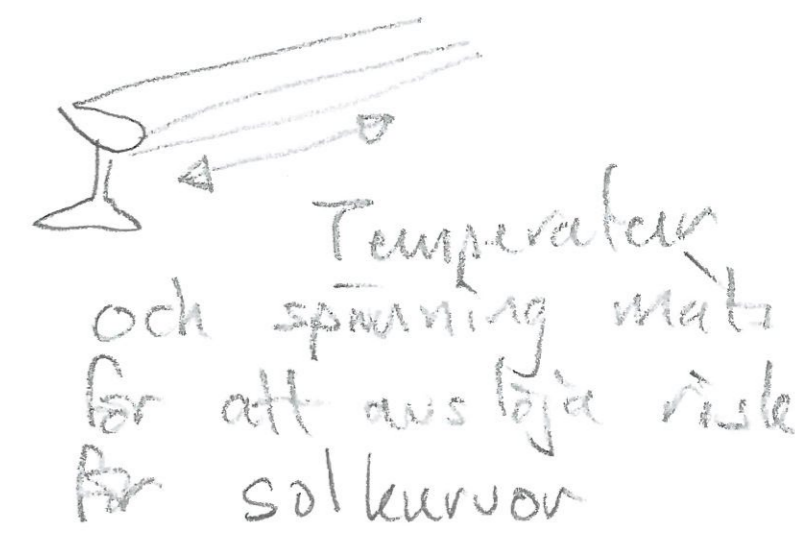 Temperatur
och spänning mäts
för att avslöja risk
för solkurvor